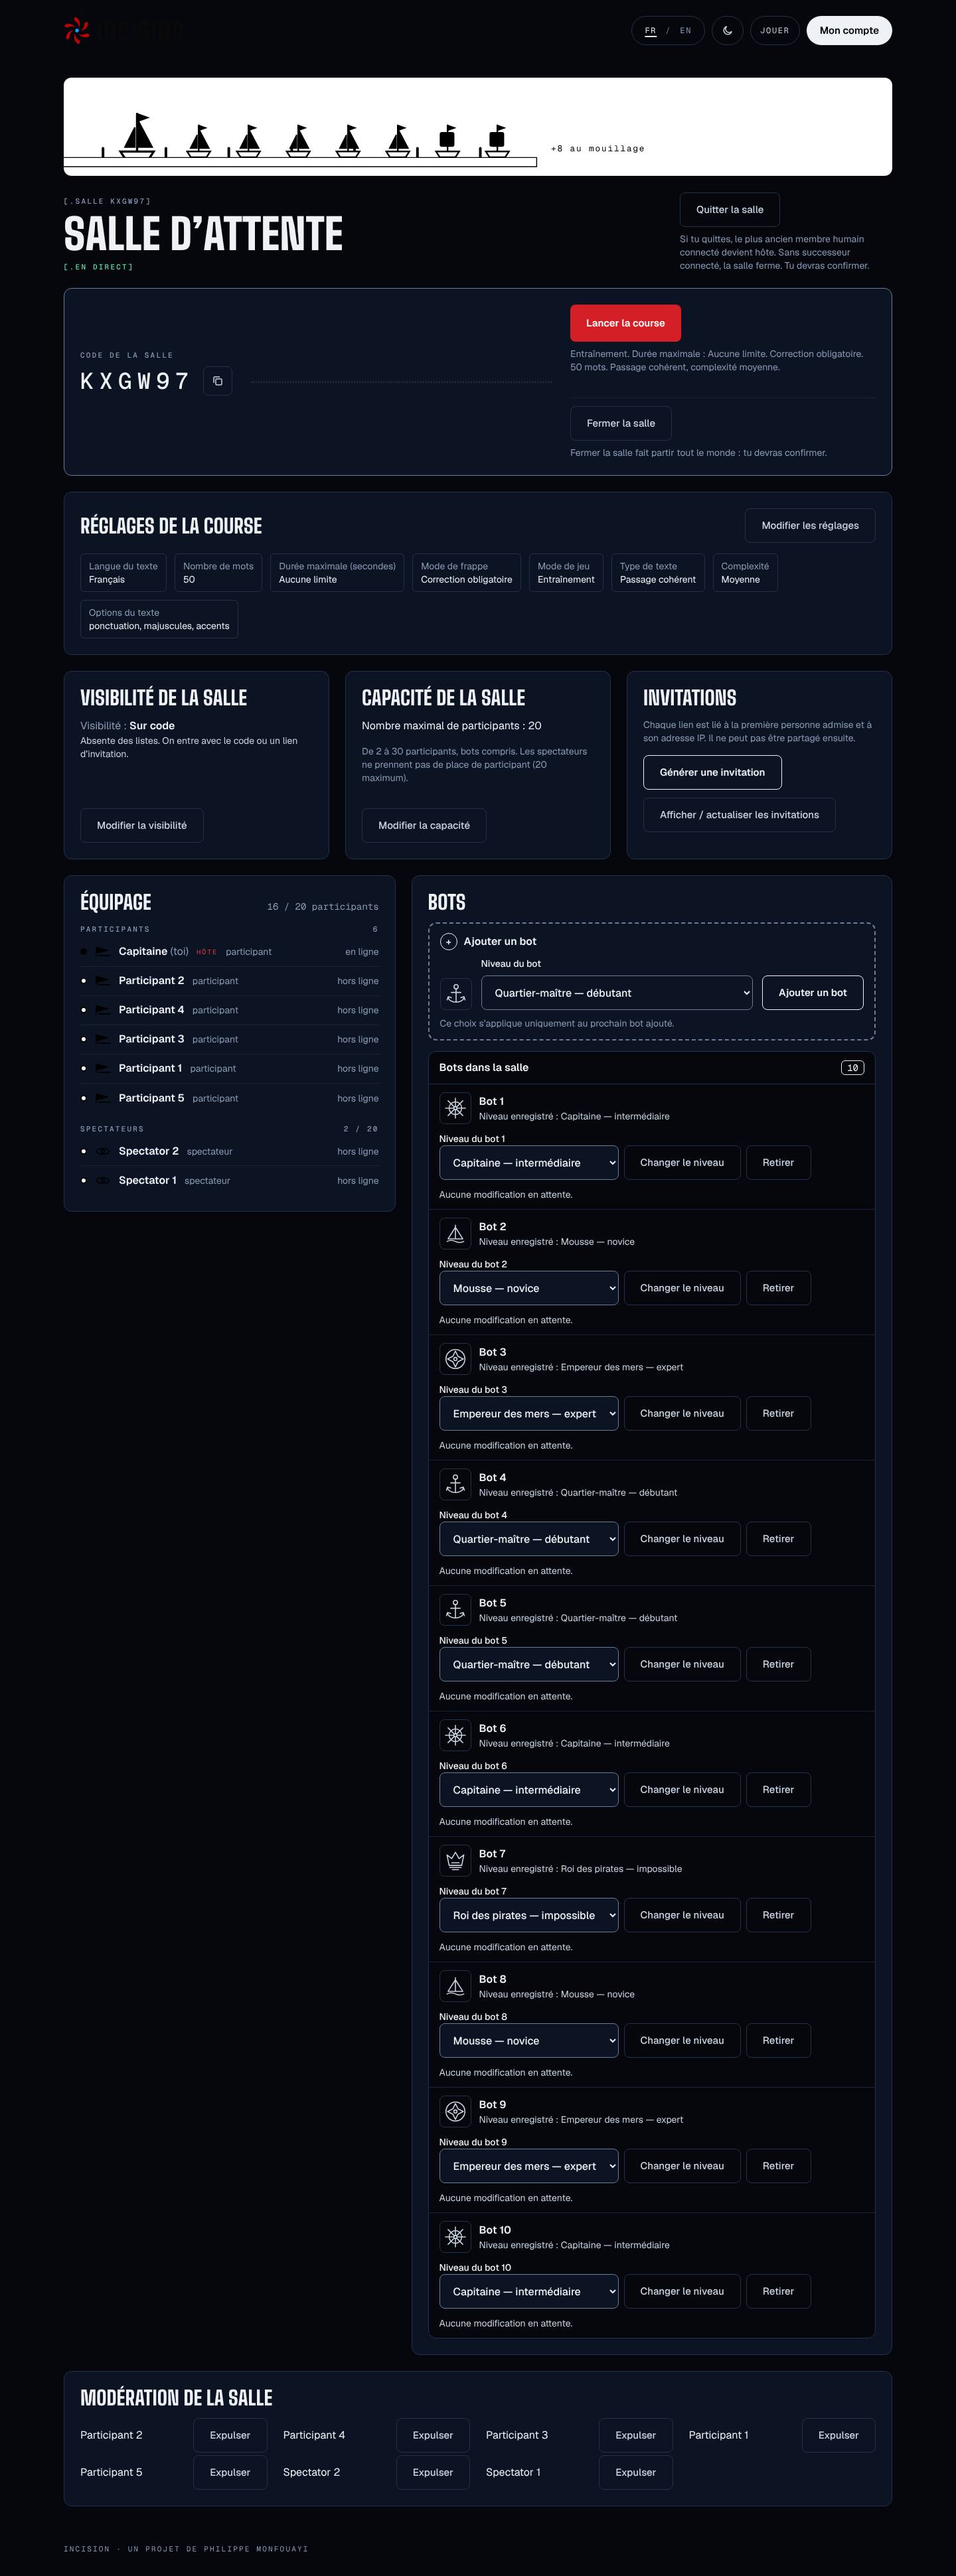 FR / EN
JOUER
Mon compte
+8 au mouillage
[.SALLE KXGW97]
SALLE D’ATTENTE
[.EN DIRECT]
Quitter la salle
Si tu quittes, le plus ancien membre humain
connecté devient hôte. Sans successeur
connecté, la salle ferme. Tu devras confirmer.
CODE DE LA SALLE
KXGW97
Lancer la course
Entraînement. Durée maximale : Aucune limite. Correction obligatoire.
50 mots. Passage cohérent, complexité moyenne.
Fermer la salle
Fermer la salle fait partir tout le monde : tu devras confirmer.
RÉGLAGES DE LA COURSE
Modifier les réglages
Langue du texte
Français
Nombre de mots
50
Durée maximale (secondes)
Aucune limite
Mode de frappe
Correction obligatoire
Mode de jeu
Entraînement
Type de texte
Passage cohérent
Complexité
Moyenne
Options du texte
ponctuation, majuscules, accents
VISIBILITÉ DE LA SALLE
Visibilité : Sur code
Absente des listes. On entre avec le code ou un lien
d’invitation.
Modifier la visibilité
CAPACITÉ DE LA SALLE
Nombre maximal de participants : 20
De 2 à 30 participants, bots compris. Les spectateurs
ne prennent pas de place de participant (20
maximum).
Modifier la capacité
INVITATIONS
Chaque lien est lié à la première personne admise et à
son adresse IP. Il ne peut pas être partagé ensuite.
Générer une invitation
Afficher / actualiser les invitations
ÉQUIPAGE
16 / 20 participants
PARTICIPANTS 6
Capitaine (toi) HÔTE participant en ligne
Participant 2 participant hors ligne
Participant 4 participant hors ligne
Participant 3 participant hors ligne
Participant 1 participant hors ligne
Participant 5 participant hors ligne
SPECTATEURS 2 / 20
Spectator 2 spectateur hors ligne
Spectator 1 spectateur hors ligne
BOTS
+ Ajouter un bot
Niveau du bot
Quartier-maître — débutant
Ajouter un bot
Ce choix s’applique uniquement au prochain bot ajouté.
Bots dans la salle 10
Bot 1
Niveau enregistré : Capitaine — intermédiaire
Niveau du bot 1
Capitaine — intermédiaire Changer le niveau Retirer
Aucune modification en attente.
Bot 2
Niveau enregistré : Mousse — novice
Niveau du bot 2
Mousse — novice Changer le niveau Retirer
Aucune modification en attente.
Bot 3
Niveau enregistré : Empereur des mers — expert
Niveau du bot 3
Empereur des mers — expert Changer le niveau Retirer
Aucune modification en attente.
Bot 4
Niveau enregistré : Quartier-maître — débutant
Niveau du bot 4
Quartier-maître — débutant Changer le niveau Retirer
Aucune modification en attente.
Bot 5
Niveau enregistré : Quartier-maître — débutant
Niveau du bot 5
Quartier-maître — débutant Changer le niveau Retirer
Aucune modification en attente.
Bot 6
Niveau enregistré : Capitaine — intermédiaire
Niveau du bot 6
Capitaine — intermédiaire Changer le niveau Retirer
Aucune modification en attente.
Bot 7
Niveau enregistré : Roi des pirates — impossible
Niveau du bot 7
Roi des pirates — impossible Changer le niveau Retirer
Aucune modification en attente.
Bot 8
Niveau enregistré : Mousse — novice
Niveau du bot 8
Mousse — novice Changer le niveau Retirer
Aucune modification en attente.
Bot 9
Niveau enregistré : Empereur des mers — expert
Niveau du bot 9
Empereur des mers — expert Changer le niveau Retirer
Aucune modification en attente.
Bot 10
Niveau enregistré : Capitaine — intermédiaire
Niveau du bot 10
Capitaine — intermédiaire Changer le niveau Retirer
Aucune modification en attente.
MODÉRATION DE LA SALLE
Participant 2 Expulser Participant 4 Expulser Participant 3 Expulser Participant 1 Expulser
Participant 5 Expulser Spectator 2 Expulser Spectator 1 Expulser
INCISION · UN PROJET DE PHILIPPE MONFOUAYI